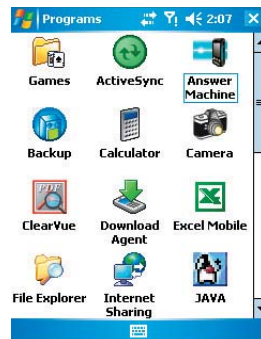 Programs 2:07
Games ActiveSync Answer
Machine
Backup Calculator Camera
PDF
ClearVue Download Excel Mobile
Agent
File Explorer Internet JAVA
Sharing